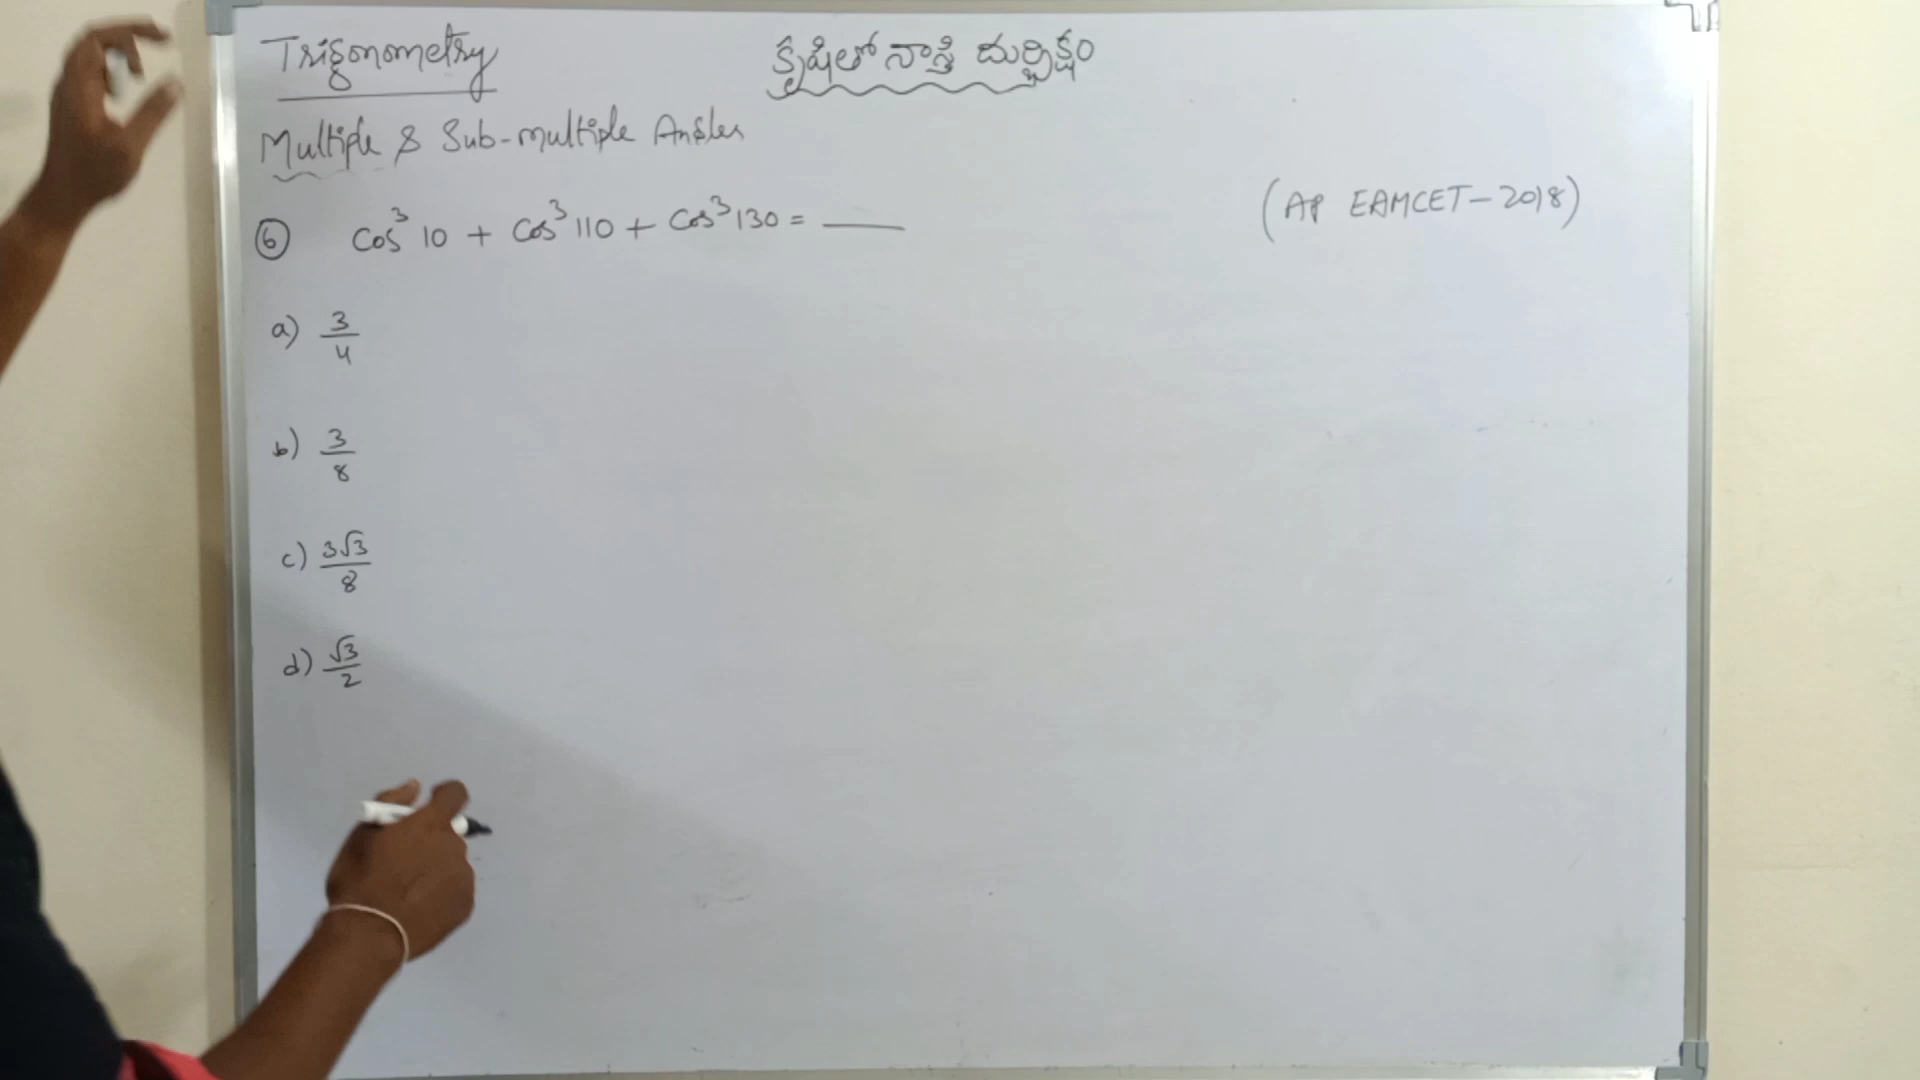 Trigonometry
కృషితో నాస్తి దుర్భిక్షం
Multiple & Sub-multiple Angles
(AP EAMCET-2018)
⑥ Cos³ 10 + Cos³ 110 + Cos³ 130 = ____
a) 3/4
b) 3/8
c) 3√3/8
d) √3/2